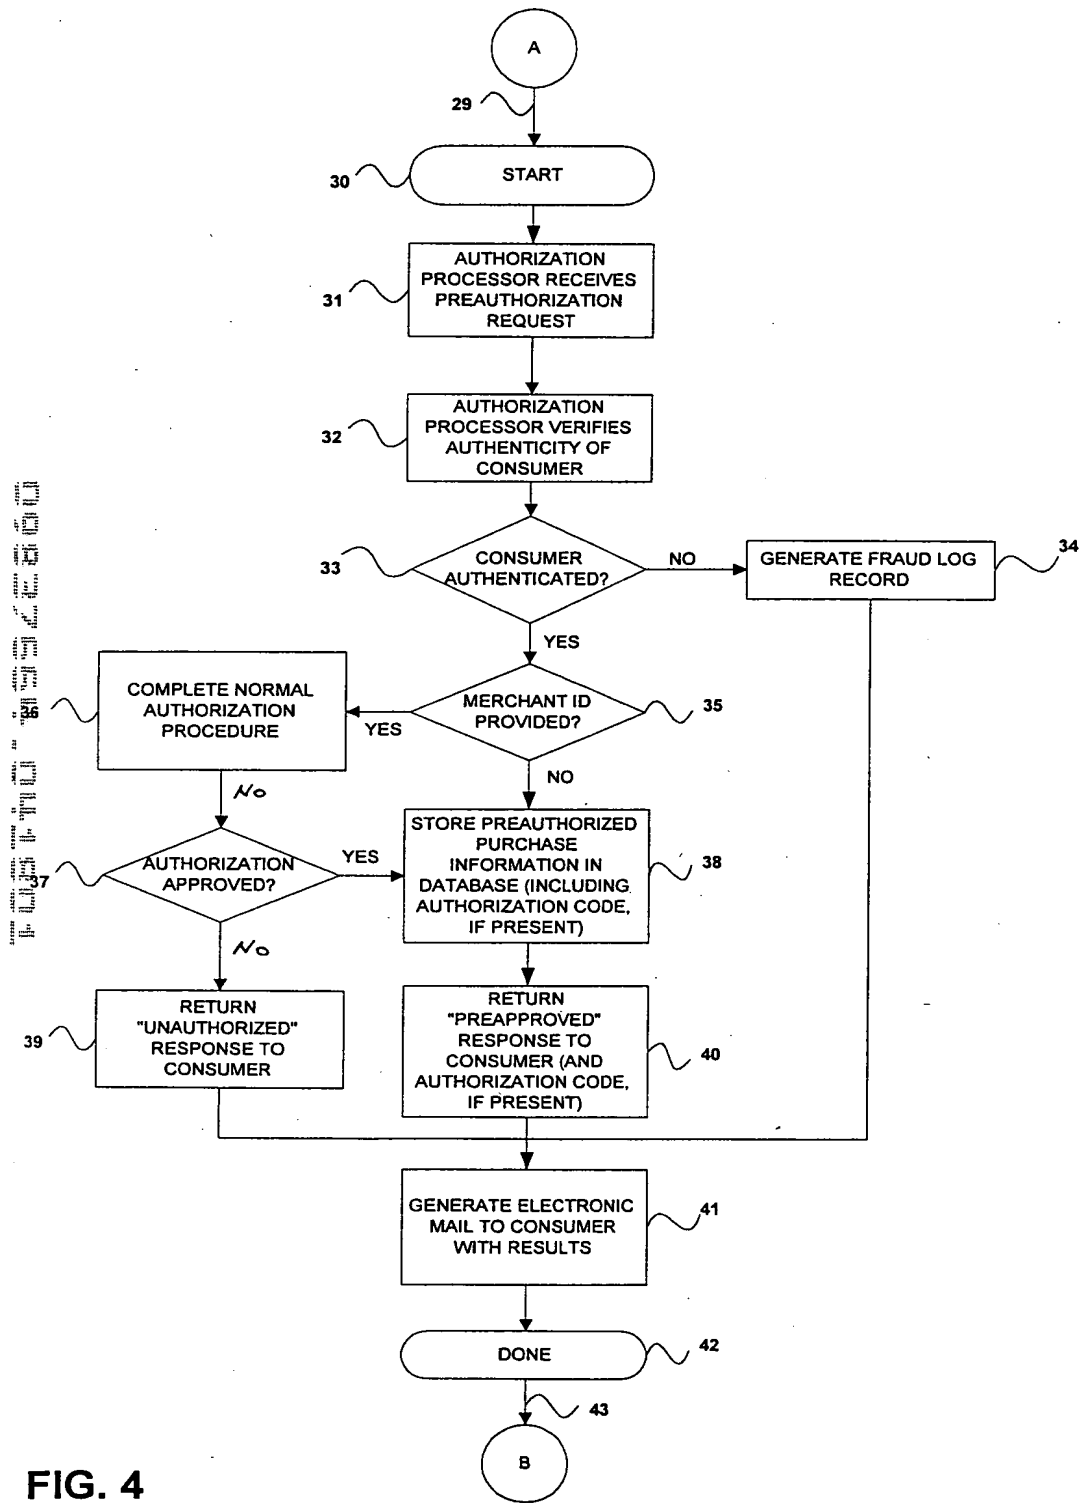 A
29
START
30
AUTHORIZATION
PROCESSOR RECEIVES
PREAUTHORIZATION
REQUEST
31
AUTHORIZATION
PROCESSOR VERIFIES
AUTHENTICITY OF
CONSUMER
32
CONSUMER
AUTHENTICATED?
33
NO
GENERATE FRAUD LOG
RECORD
34
YES
MERCHANT ID
PROVIDED?
35
YES
COMPLETE NORMAL
AUTHORIZATION
PROCEDURE
36
NO
No
AUTHORIZATION
APPROVED?
37
YES
STORE PREAUTHORIZED
PURCHASE
INFORMATION IN
DATABASE (INCLUDING
AUTHORIZATION CODE,
IF PRESENT)
38
No
RETURN
"UNAUTHORIZED"
RESPONSE TO
CONSUMER
39
RETURN
"PREAPPROVED"
RESPONSE TO
CONSUMER (AND
AUTHORIZATION CODE,
IF PRESENT)
40
GENERATE ELECTRONIC
MAIL TO CONSUMER
WITH RESULTS
41
DONE
42
43
B
FIG. 4